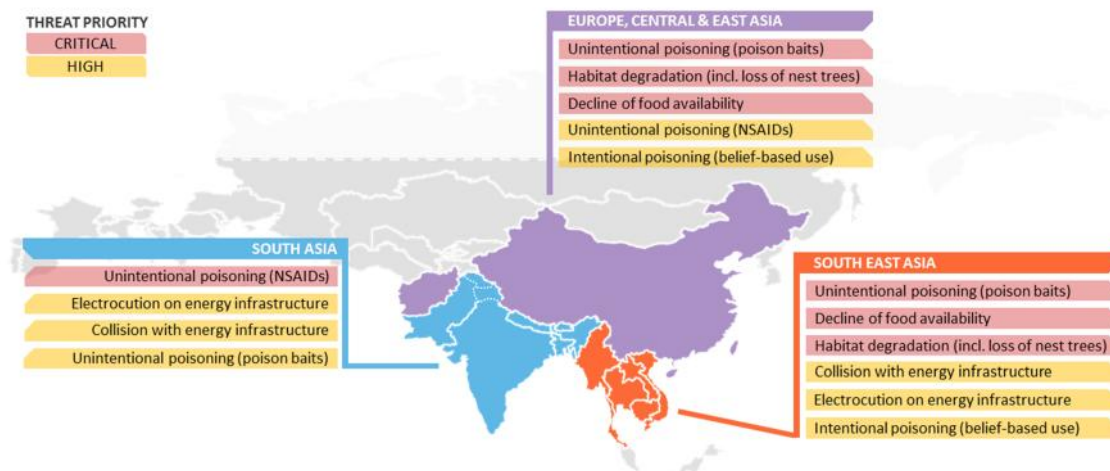 THREAT PRIORITY
CRITICAL
HIGH
EUROPE, CENTRAL & EAST ASIA
Unintentional poisoning (poison baits)
Habitat degradation (incl. loss of nest trees)
Decline of food availability
Unintentional poisoning (NSAIDs)
Intentional poisoning (belief-based use)
SOUTH ASIA
Unintentional poisoning (NSAIDs)
Electrocution on energy infrastructure
Collision with energy infrastructure
Unintentional poisoning (poison baits)
SOUTH EAST ASIA
Unintentional poisoning (poison baits)
Decline of food availability
Habitat degradation (incl. loss of nest trees)
Collision with energy infrastructure
Electrocution on energy infrastructure
Intentional poisoning (belief-based use)